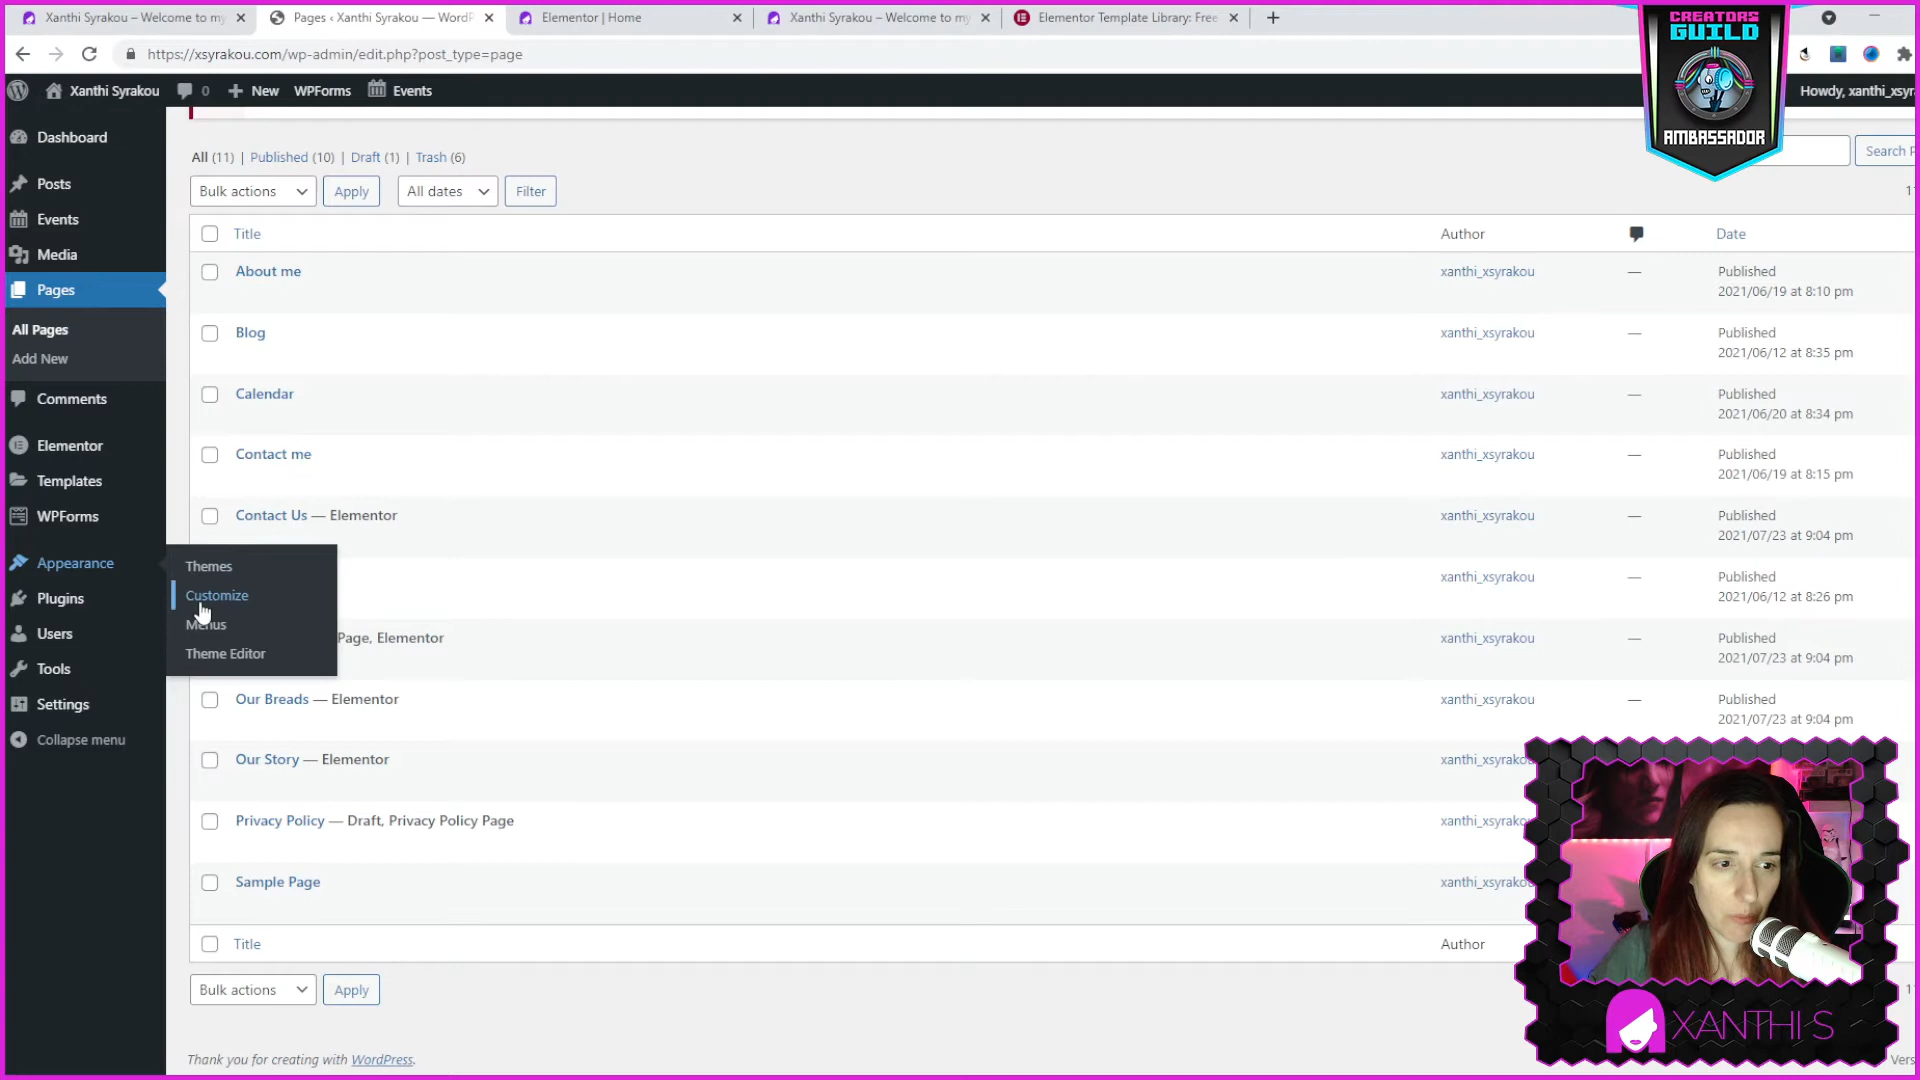 Xanthi Syrakou – Welcome to my
Pages ‹ Xanthi Syrakou — WordP
Elementor | Home
Xanthi Syrakou – Welcome to my
Elementor Template Library: Free
https://xsyrakou.com/wp-admin/edit.php?post_type=page
CREATORS
GUILD
AMBASSADOR
Xanthi Syrakou
0
New
WPForms
Events
Howdy, xanthi_xsyra
Dashboard
Posts
Events
Media
Pages
All Pages
Add New
Comments
Elementor
Templates
WPForms
Appearance
Plugins
Users
Tools
Settings
Collapse menu
Themes
Customize
Menus
Theme Editor
All (11) | Published (10) | Draft (1) | Trash (6)
Search P
Bulk actions
Apply
All dates
Filter
11
Title
Author
Date
About me
xanthi_xsyrakou
—
Published
2021/06/19 at 8:10 pm
Blog
xanthi_xsyrakou
—
Published
2021/06/12 at 8:35 pm
Calendar
xanthi_xsyrakou
—
Published
2021/06/20 at 8:34 pm
Contact me
xanthi_xsyrakou
—
Published
2021/06/19 at 8:15 pm
Contact Us — Elementor
xanthi_xsyrakou
—
Published
2021/07/23 at 9:04 pm
xanthi_xsyrakou
—
Published
2021/06/12 at 8:26 pm
Page, Elementor
xanthi_xsyrakou
—
Published
2021/07/23 at 9:04 pm
Our Breads — Elementor
xanthi_xsyrakou
—
Published
2021/07/23 at 9:04 pm
Our Story — Elementor
xanthi_xsyrakou
Privacy Policy — Draft, Privacy Policy Page
xanthi_xsyrakou
Sample Page
xanthi_xsyrakou
Title
Author
Bulk actions
Apply
11
XANTHI S
Thank you for creating with WordPress.
Vers